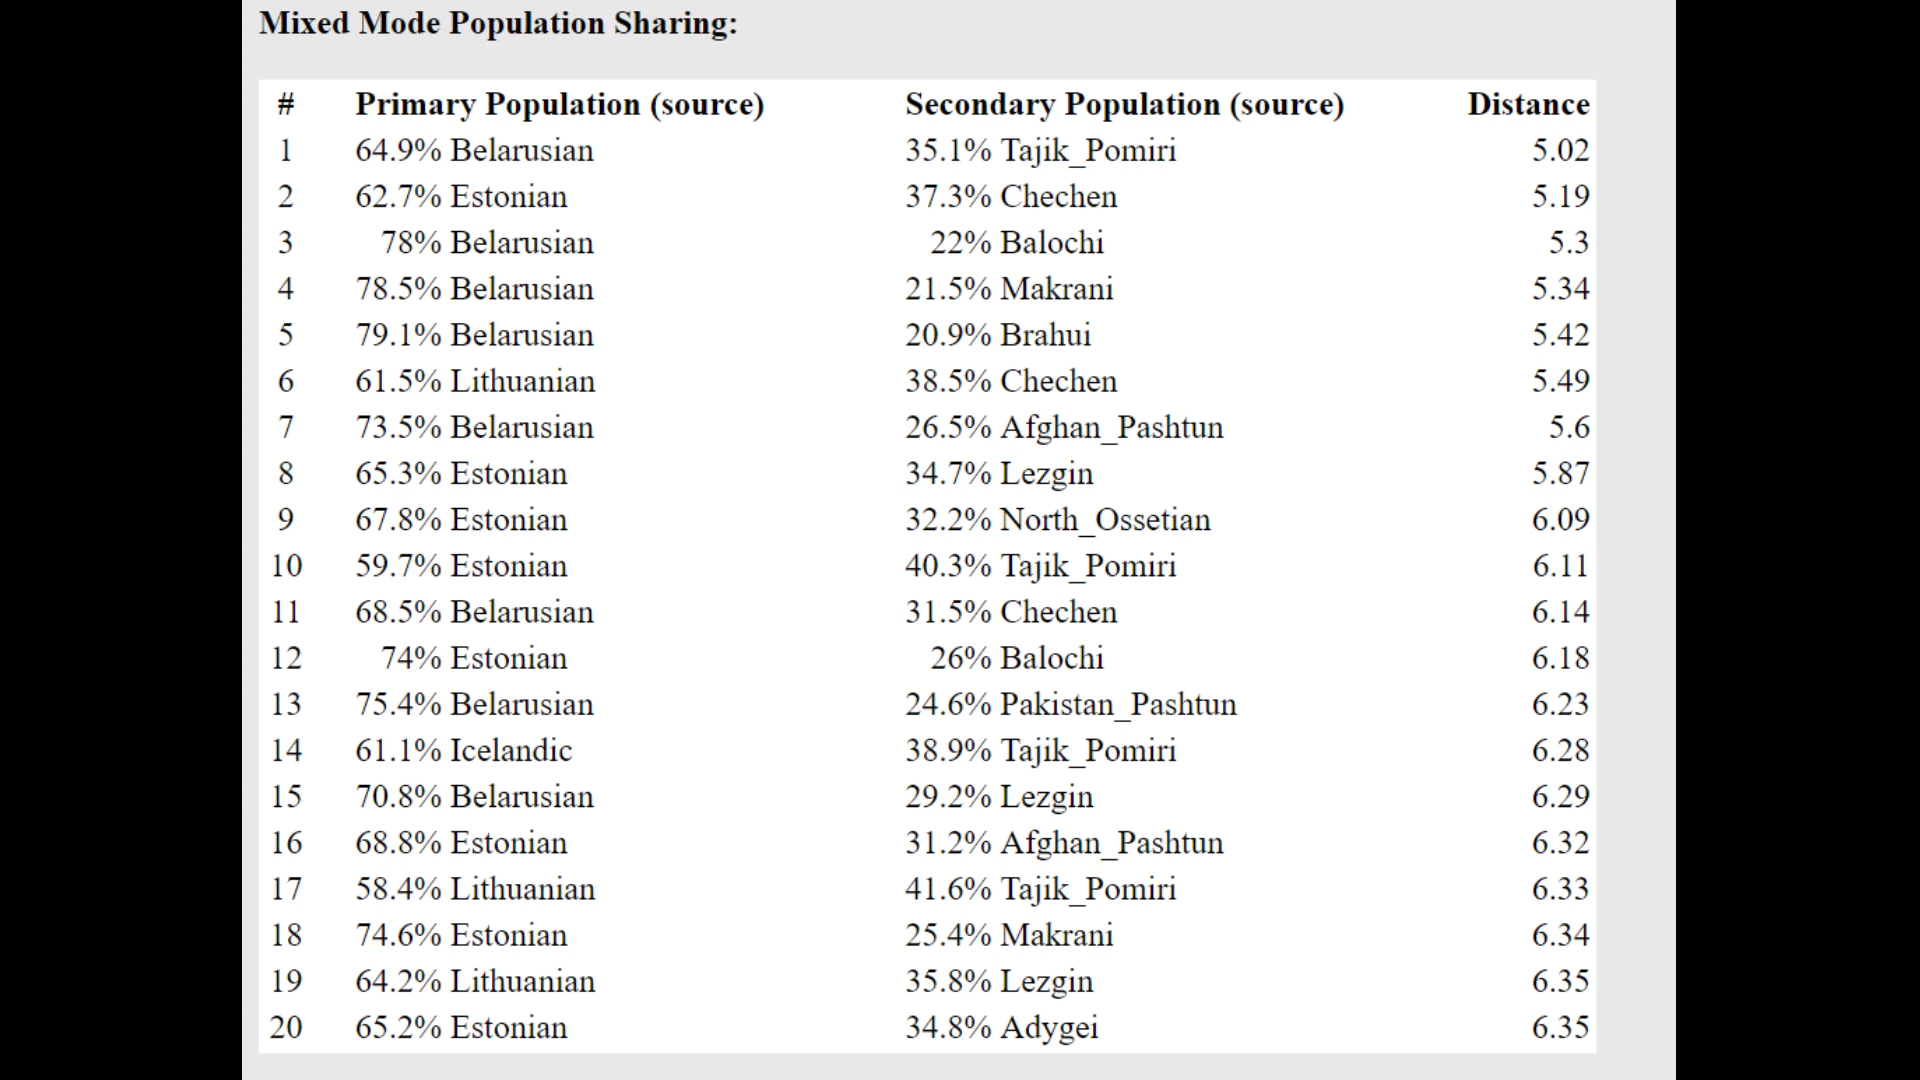 Mixed Mode Population Sharing:
# Primary Population (source) Secondary Population (source) Distance
1 64.9% Belarusian 35.1% Tajik_Pomiri 5.02
2 62.7% Estonian 37.3% Chechen 5.19
3 78% Belarusian 22% Balochi 5.3
4 78.5% Belarusian 21.5% Makrani 5.34
5 79.1% Belarusian 20.9% Brahui 5.42
6 61.5% Lithuanian 38.5% Chechen 5.49
7 73.5% Belarusian 26.5% Afghan_Pashtun 5.6
8 65.3% Estonian 34.7% Lezgin 5.87
9 67.8% Estonian 32.2% North_Ossetian 6.09
10 59.7% Estonian 40.3% Tajik_Pomiri 6.11
11 68.5% Belarusian 31.5% Chechen 6.14
12 74% Estonian 26% Balochi 6.18
13 75.4% Belarusian 24.6% Pakistan_Pashtun 6.23
14 61.1% Icelandic 38.9% Tajik_Pomiri 6.28
15 70.8% Belarusian 29.2% Lezgin 6.29
16 68.8% Estonian 31.2% Afghan_Pashtun 6.32
17 58.4% Lithuanian 41.6% Tajik_Pomiri 6.33
18 74.6% Estonian 25.4% Makrani 6.34
19 64.2% Lithuanian 35.8% Lezgin 6.35
20 65.2% Estonian 34.8% Adygei 6.35